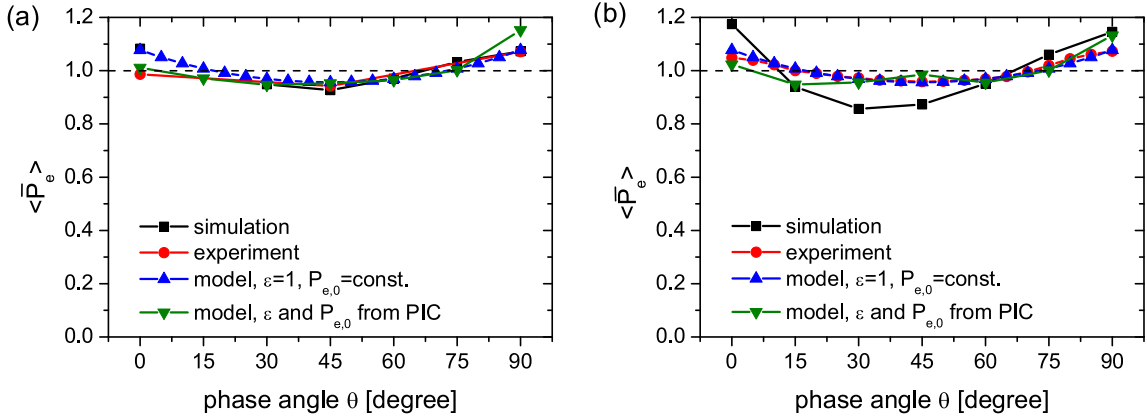 (a)
1.2
1.0
0.8
0.6
0.4
0.2
0.0
<P̅e>
simulation
experiment
model, ε=1, Pe,0=const.
model, ε and Pe,0 from PIC
0 15 30 45 60 75 90
phase angle θ [degree]
(b)
1.2
1.0
0.8
0.6
0.4
0.2
0.0
<P̅e>
simulation
experiment
model, ε=1, Pe,0=const.
model, ε and Pe,0 from PIC
0 15 30 45 60 75 90
phase angle θ [degree]